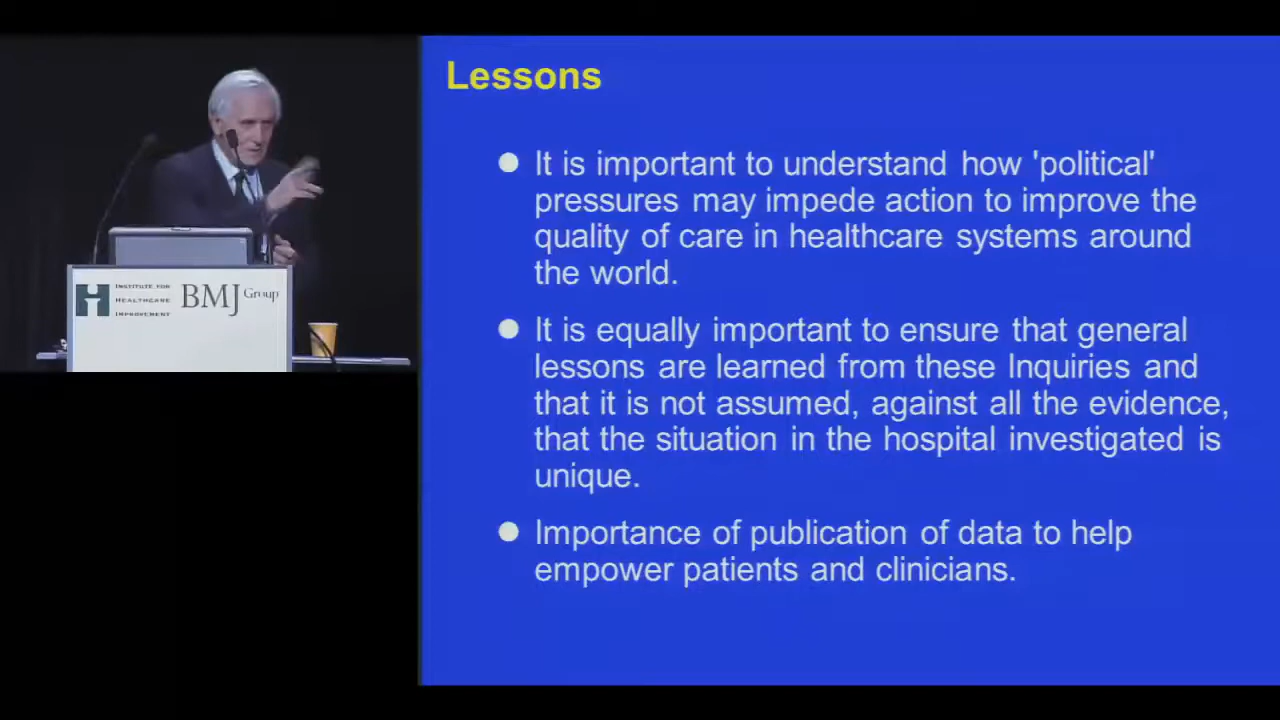 Lessons
It is important to understand how 'political'
pressures may impede action to improve the
quality of care in healthcare systems around
the world.
It is equally important to ensure that general
lessons are learned from these Inquiries and
that it is not assumed, against all the evidence,
that the situation in the hospital investigated is
unique.
Importance of publication of data to help
empower patients and clinicians.
INSTITUTE FOR
HEALTHCARE
IMPROVEMENT
BMJ Group